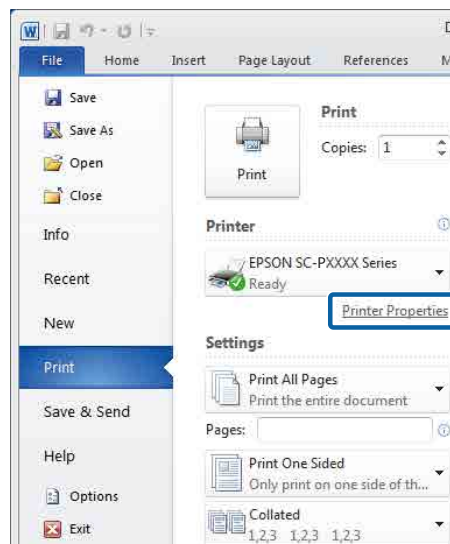 W
File Home Insert Page Layout References
Save
Save As
Open
Close
Info
Recent
New
Print
Save & Send
Help
Options
Exit
Print
Print
Copies: 1
Printer
EPSON SC-PXXXX Series
Ready
Printer Properties
Settings
Print All Pages
Print the entire document
Pages:
Print One Sided
Only print on one side of th...
Collated
1,2,3 1,2,3 1,2,3